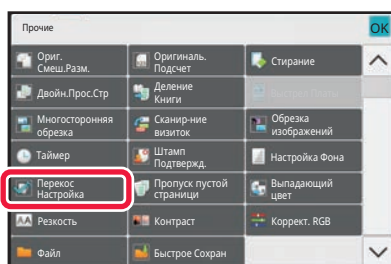 Прочие
OK
Ориг.
Смеш.Разм.
Оригиналь.
Подсчет
Стирание
Двойн.Прос.Стр
Деление
Книги
Многосторонняя
обрезка
Сканир-ние
визиток
Обрезка
изображений
Таймер
Штамп
Подтвержд.
Настройка Фона
Перекос
Настройка
Пропуск пустой
страници
Выпадающий
цвет
Резкость
Контраст
Коррект. RGB
Файл
Быстрое Сохран